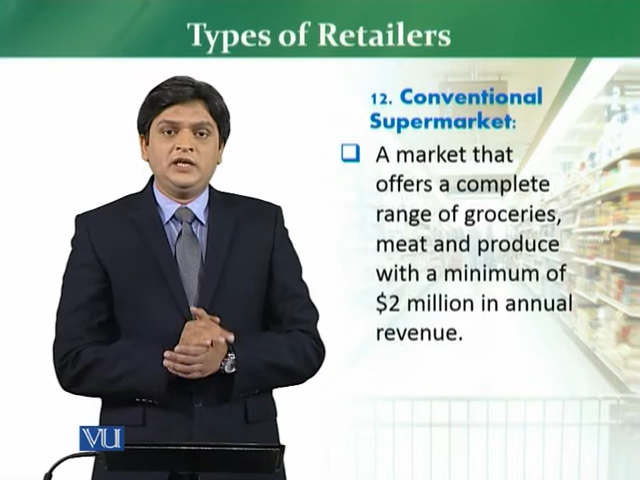 Types of Retailers
12. Conventional
Supermarket:
A market that
offers a complete
range of groceries,
meat and produce
with a minimum of
$2 million in annual
revenue.
VU